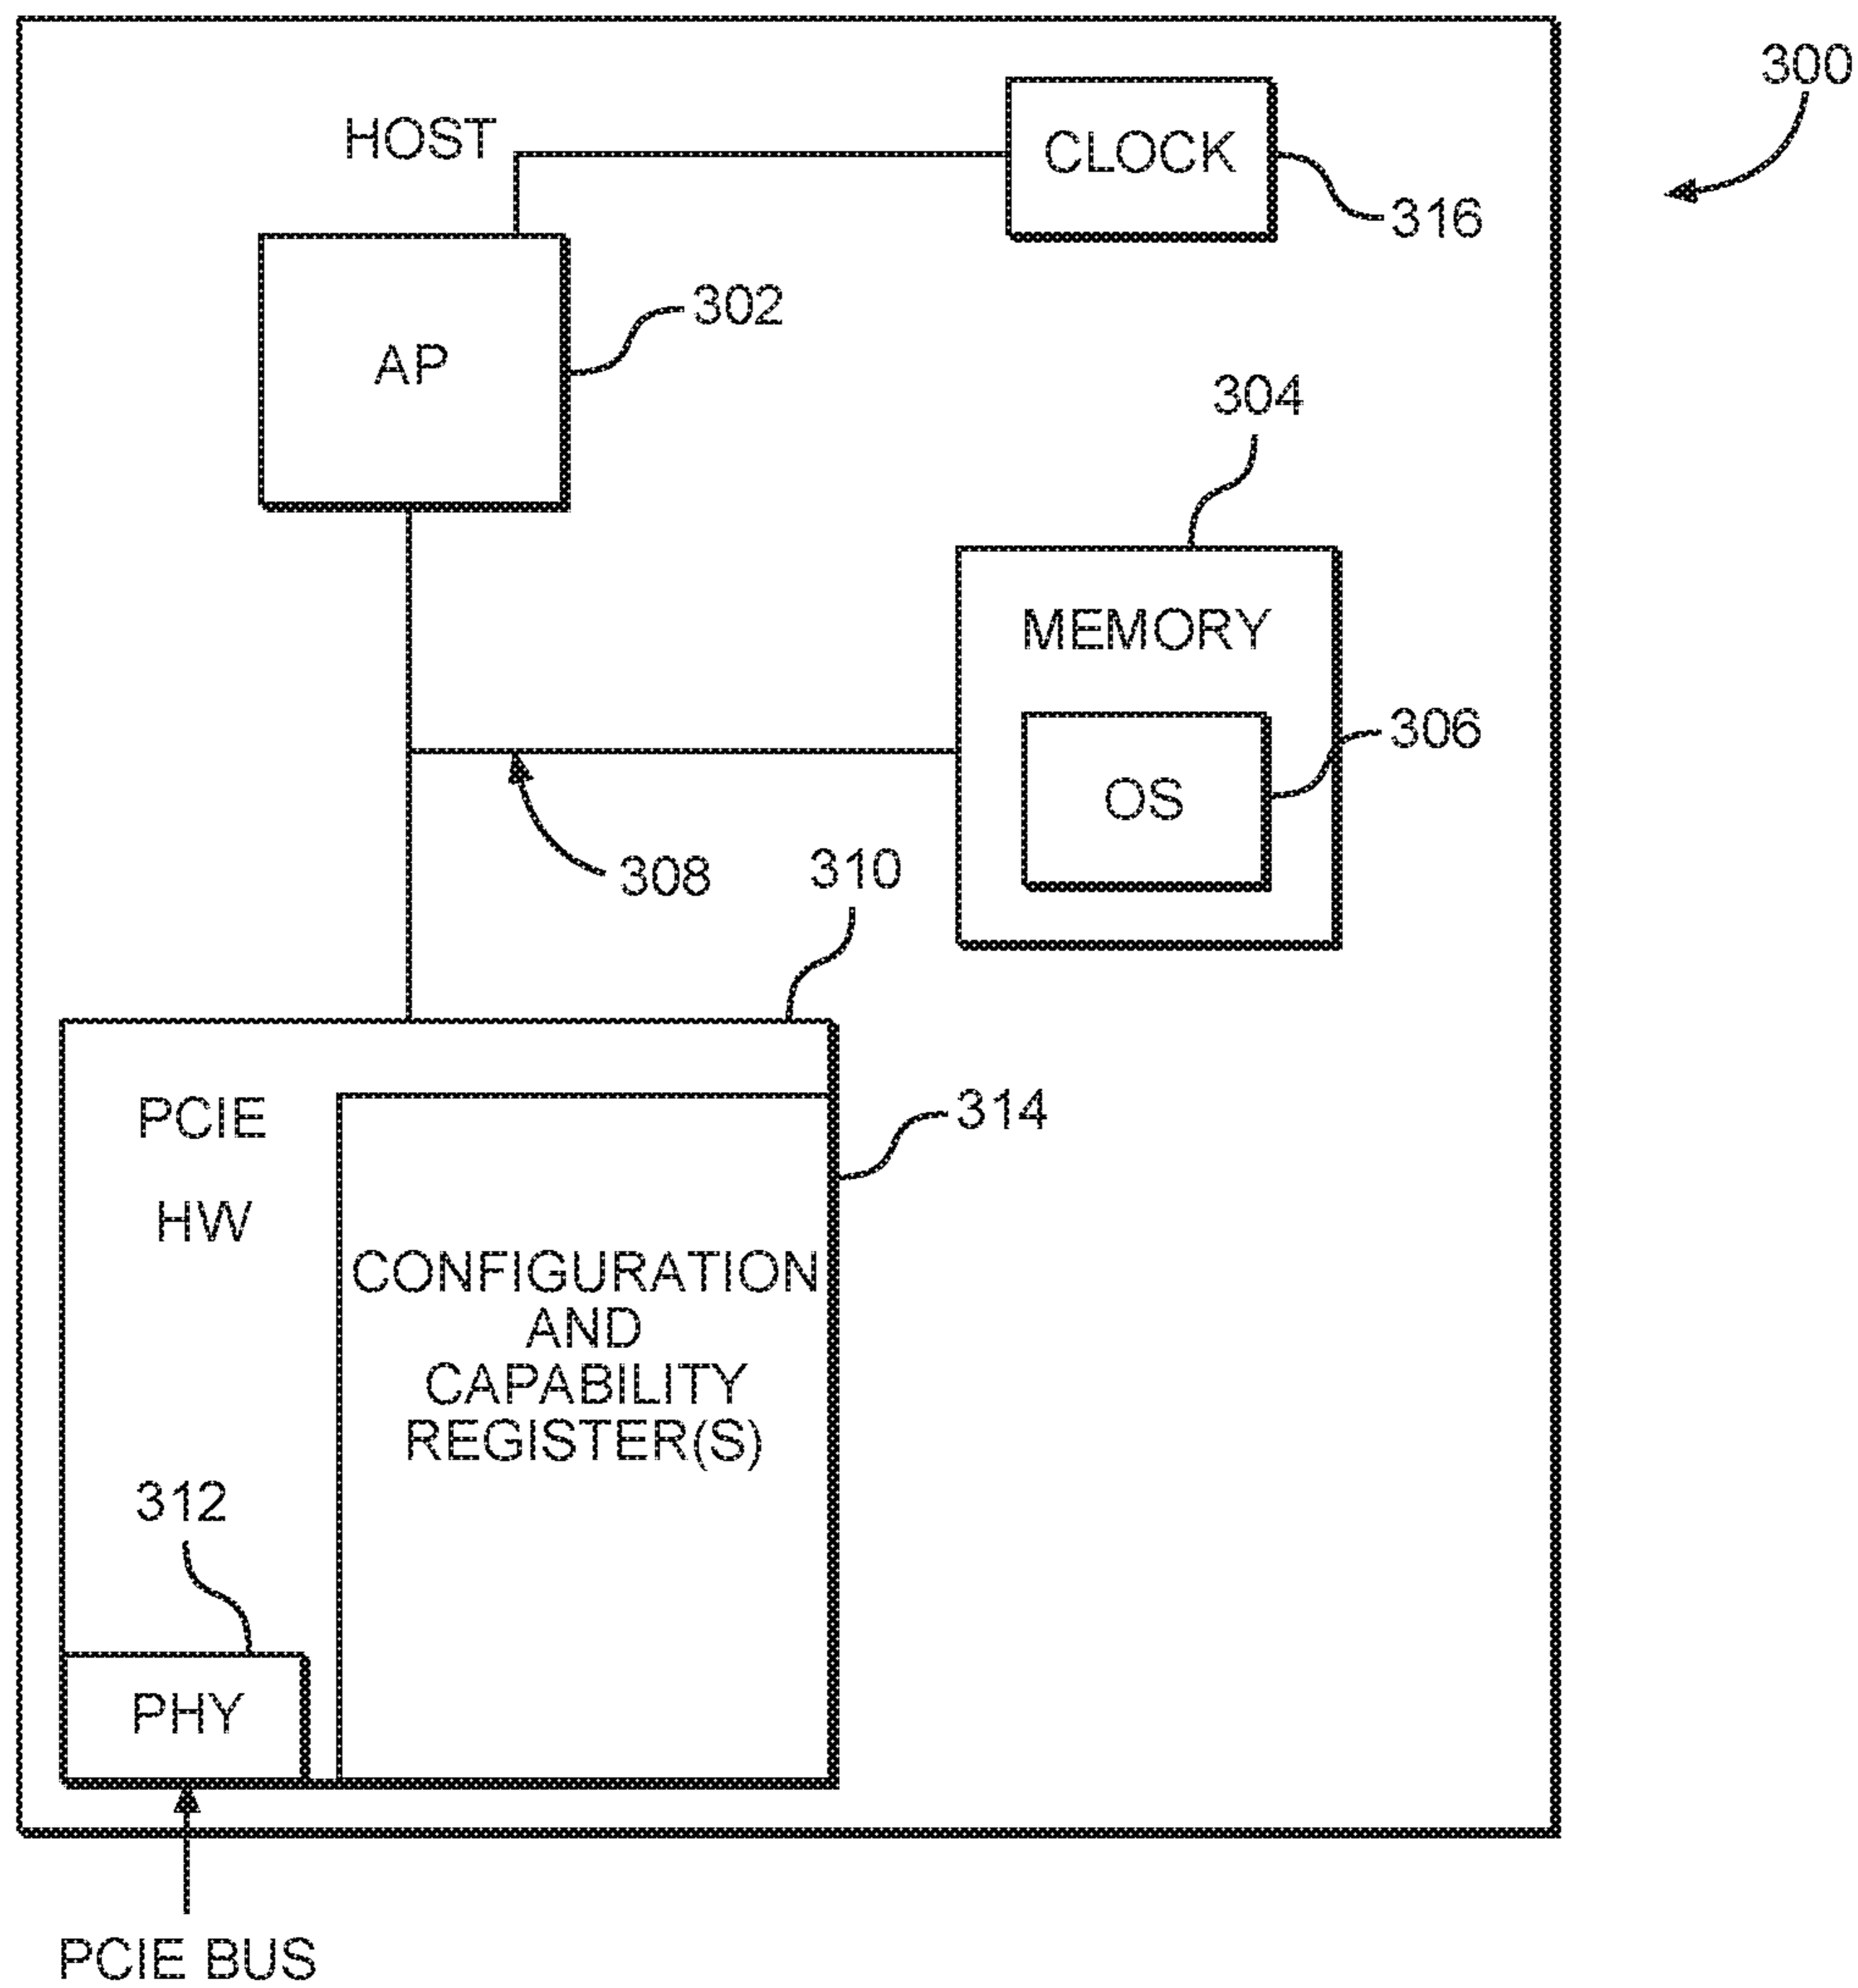 300
HOST
CLOCK
316
302
AP
304
MEMORY
306
OS
308
310
PCIE
HW
314
CONFIGURATION
AND
CAPABILITY
REGISTER(S)
312
PHY
PCIE BUS